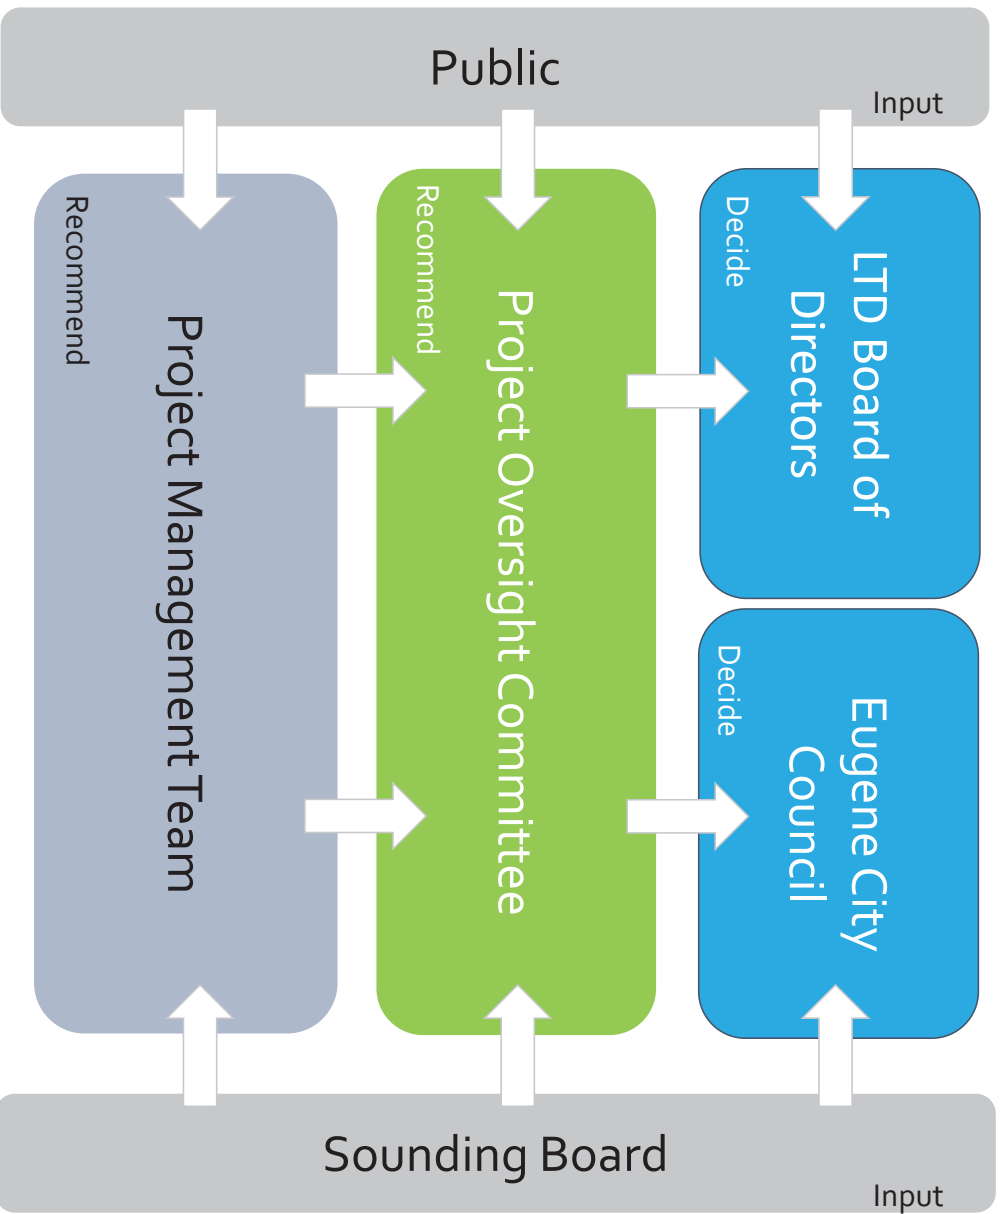 Public
Input
Recommend
Project Management Team
Recommend
Project Oversight Committee
Decide
LTD Board of
Directors
Decide
Eugene City
Council
Sounding Board
Input